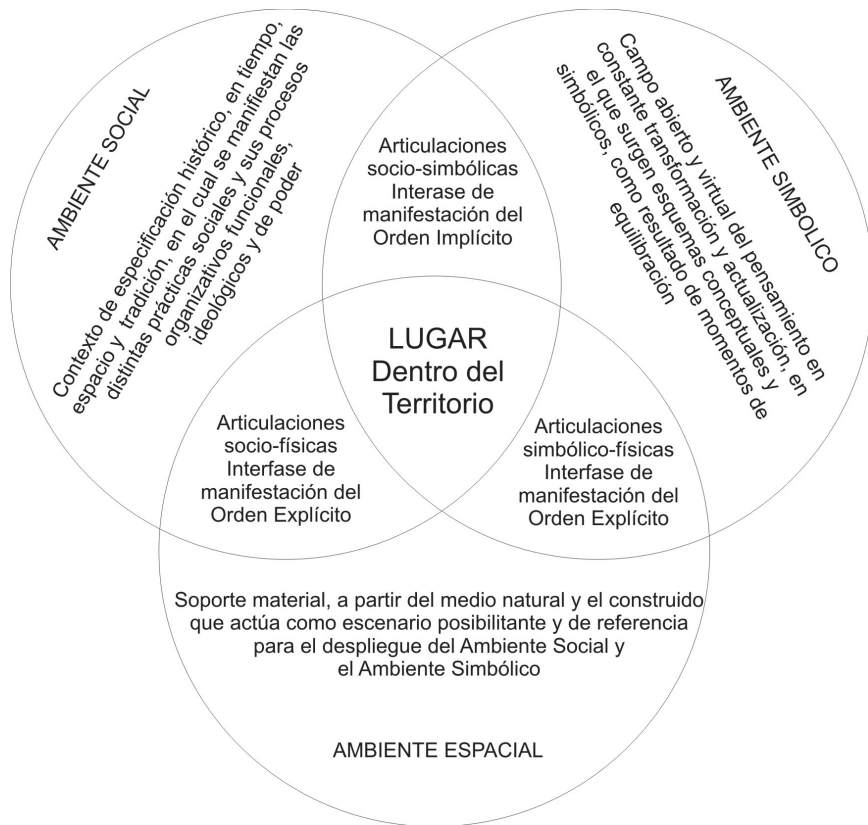 AMBIENTE SOCIAL
Contexto de especificación histórico, en tiempo,
espacio y tradición, en el cual se manifiestan las
distintas prácticas sociales y sus procesos
organizativos funcionales,
ideológicos y de poder
Articulaciones
socio-simbólicas
Interase de
manifestación del
Orden Implícito
AMBIENTE SIMBOLICO
Campo abierto y virtual del pensamiento en
constante transformación y actualización, en
el que surgen esquemas conceptuales y
simbólicos, como resultado de momentos de
equilibración
LUGAR
Dentro del
Territorio
Articulaciones
socio-físicas
Interfase de
manifestación del
Orden Explícito
Articulaciones
simbólico-físicas
Interfase de
manifestación del
Orden Explícito
Soporte material, a partir del medio natural y el construido
que actúa como escenario posibilitante y de referencia
para el despliegue del Ambiente Social y
el Ambiente Simbólico
AMBIENTE ESPACIAL